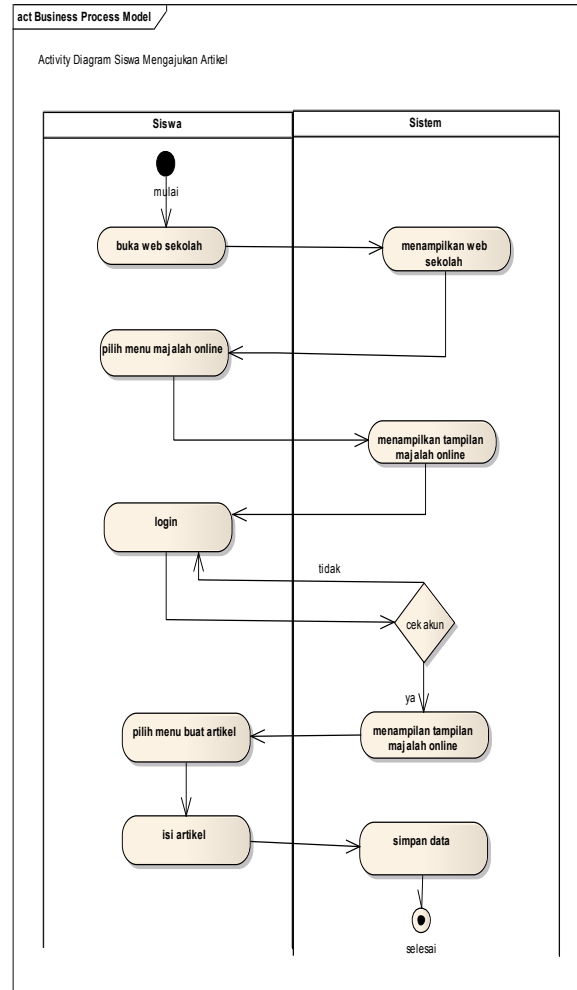 act Business Process Model
Activity Diagram Siswa Mengajukan Artikel
Siswa
Sistem
mulai
buka web sekolah
menampilkan web
sekolah
pilih menu majalah online
menampilkan tampilan
majalah online
login
tidak
cek akun
ya
pilih menu buat artikel
menampilan tampilan
majalah online
isi artikel
simpan data
selesai